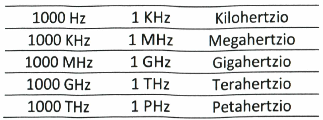 1000 Hz 1 KHz Kilohertzio
1000 KHz 1 MHz Megahertzio
1000 MHz 1 GHz Gigahertzio
1000 GHz 1 THz Terahertzio
1000 THz 1 PHz Petahertzio